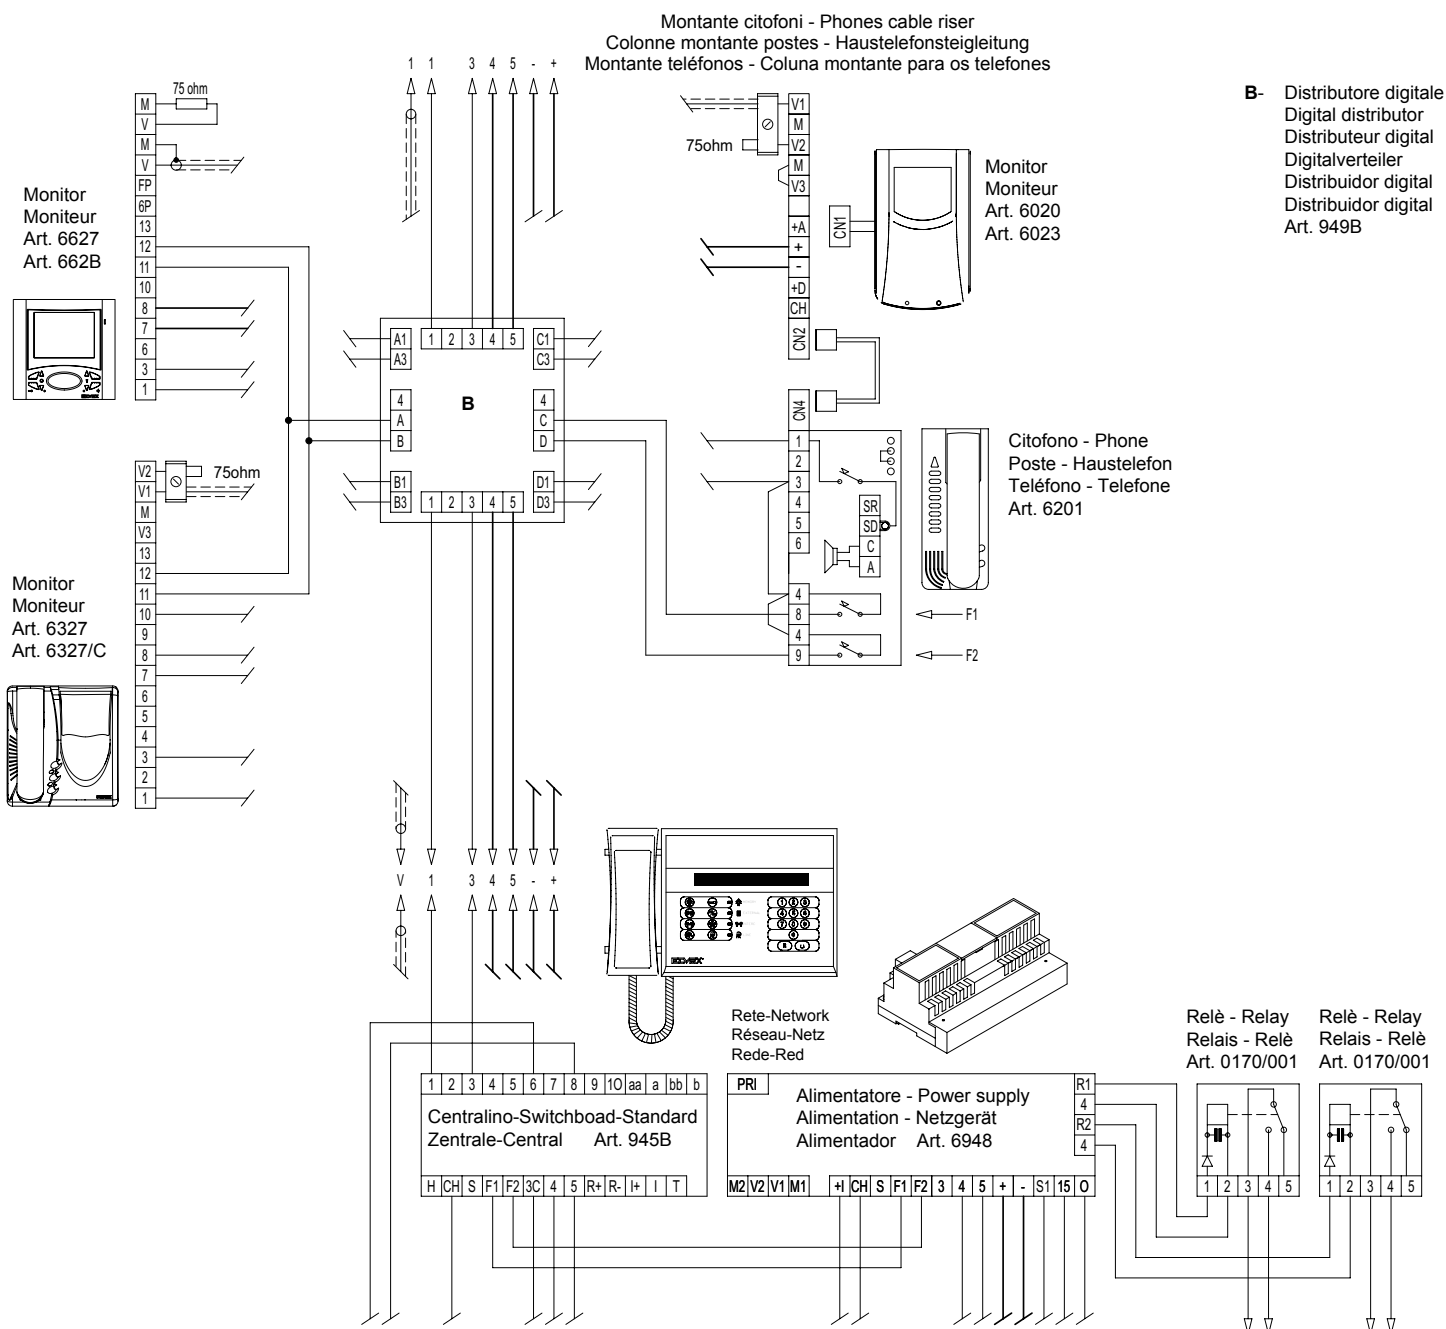 Montante citofoni - Phones cable riser
Colonne montante postes - Haustelefonsteigleitung
Montante teléfonos - Coluna montante para os telefones
1 1 3 4 5 - +
B- Distributore digitale
Digital distributor
Distributeur digital
Digitalverteiler
Distribuidor digital
Distribuidor digital
Art. 949B
75 ohm
M
V
M
V
FP
6P
13
12
11
10
8
7
6
3
1
Monitor
Moniteur
Art. 6627
Art. 662B
V1
M
V2
M
V3
+A
+
-
+D
CH
CN2
75ohm
CN1
Monitor
Moniteur
Art. 6020
Art. 6023
A1 1 2 3 4 5 C1
A3 C3
4 B 4
A C
B D
B1 D1
B3 1 2 3 4 5 D3
CN4
1
2
3
4
5
6
4
8
4
9
SR
SD
C
A
F1
F2
Citofono - Phone
Poste - Haustelefon
Teléfono - Telefone
Art. 6201
V2
V1
M
V3
13
12
11
10
9
8
7
6
5
4
3
2
1
75ohm
Monitor
Moniteur
Art. 6327
Art. 6327/C
V 1 3 4 5 - +
Rete-Network
Réseau-Netz
Rede-Red
1 2 3 4 5 6 7 8 9 10 aa a bb b
Centralino-Switchboad-Standard
Zentrale-Central Art. 945B
H CH S F1 F2 3C 4 5 R+ R- I+ I T
PRI
Alimentatore - Power supply
Alimentation - Netzgerät
Alimentador Art. 6948
R1
4
R2
4
M2 V2 V1 M1 +I CH S F1 F2 3 4 5 + - S1 15 O
Relè - Relay
Relais - Relè
Art. 0170/001
1 2 3 4 5
Relè - Relay
Relais - Relè
Art. 0170/001
1 2 3 4 5